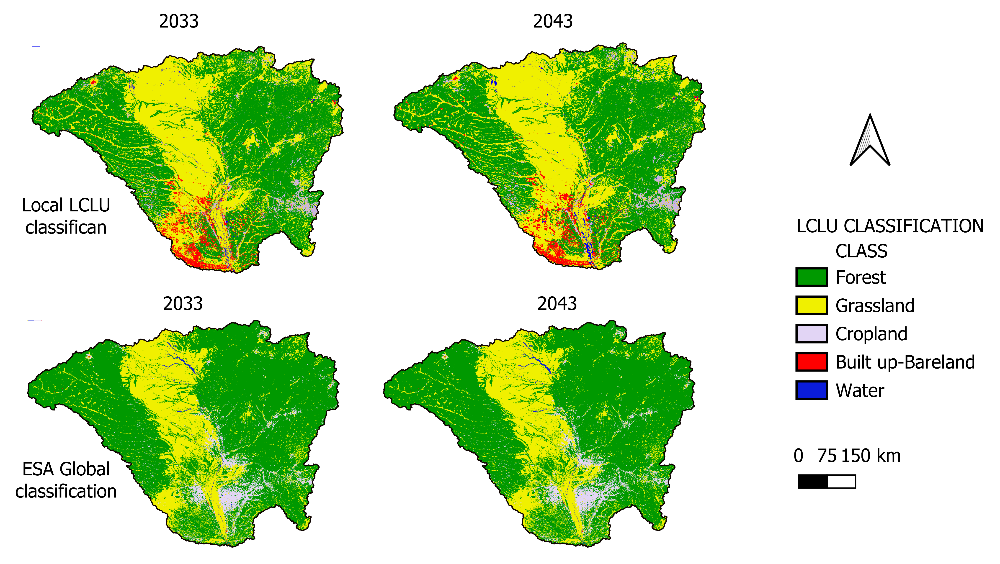 2033
2043
Local LCLU
classifican
2033
2043
ESA Global
classification
LCLU CLASSIFICATION
CLASS
Forest
Grassland
Cropland
Built up-Bareland
Water
0 75 150 km